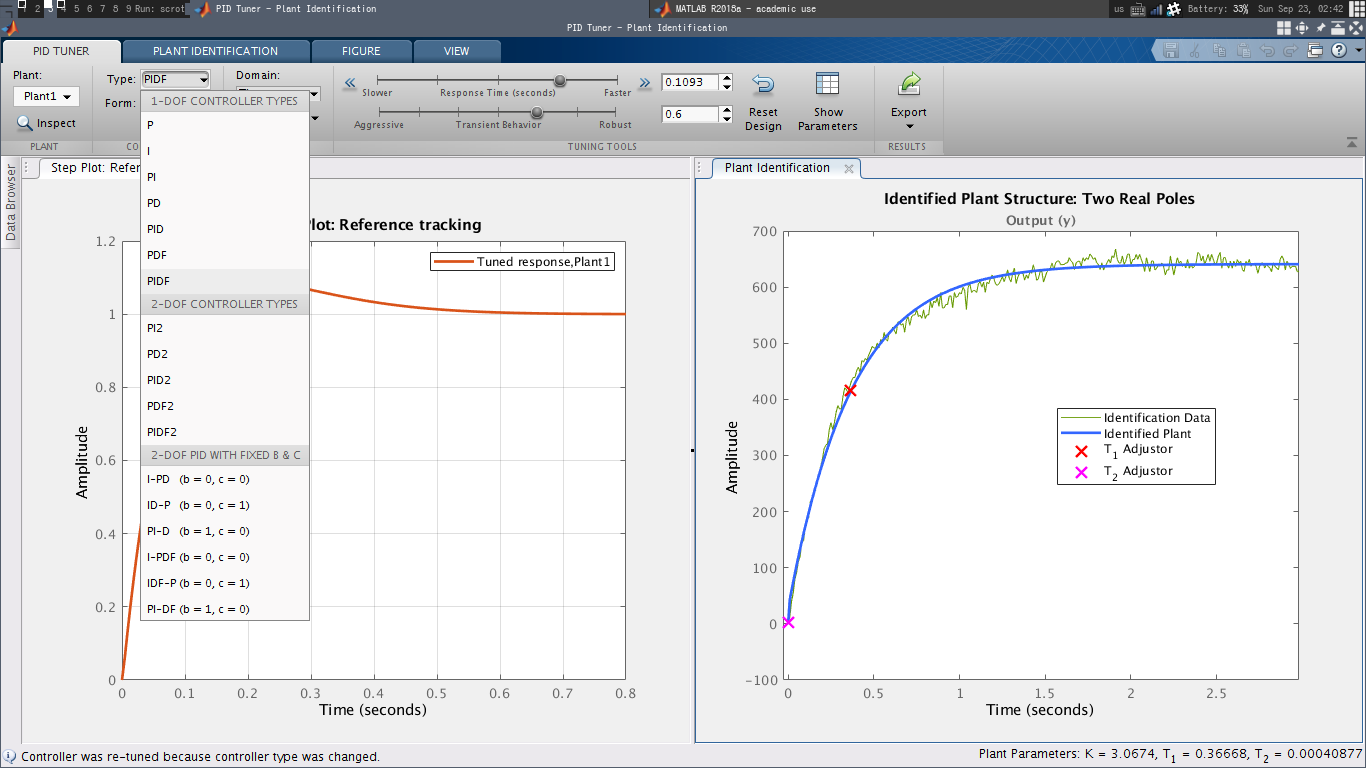 1 2 3 4 5 6 7 8 9 Run: scrot PID Tuner - Plant Identification MATLAB R2018a - academic use us Battery: 33% Sun Sep 23, 02:42
PID Tuner - Plant Identification
PID TUNER PLANT IDENTIFICATION FIGURE VIEW
Plant:
Plant1
Inspect
PLANT
Type: PIDF
Form:
CO
Domain:
1-DOF CONTROLLER TYPES
P
I
PI
PD
PID
PDF
PIDF
2-DOF CONTROLLER TYPES
PI2
PD2
PID2
PDF2
PIDF2
2-DOF PID WITH FIXED B & C
I-PD (b = 0, c = 0)
ID-P (b = 0, c = 1)
PI-D (b = 1, c = 0)
I-PDF (b = 0, c = 0)
IDF-P (b = 0, c = 1)
PI-DF (b = 1, c = 0)
Slower Response Time (seconds) Faster
0.1093
Aggressive Transient Behavior Robust
0.6
Reset
Design
Show
Parameters
TUNING TOOLS
Export
RESULTS
Data Browser
Step Plot: Refer
Plot: Reference tracking
Tuned response,Plant1
Amplitude
1.2
1
0.8
0.6
0.4
0.2
0
0 0.1 0.2 0.3 0.4 0.5 0.6 0.7 0.8
Time (seconds)
Plant Identification
Identified Plant Structure: Two Real Poles
Output (y)
Amplitude
700
600
500
400
300
200
100
0
-100
Identification Data
Identified Plant
T1 Adjustor
T2 Adjustor
0 0.5 1 1.5 2 2.5
Time (seconds)
Controller was re-tuned because controller type was changed.
Plant Parameters: K = 3.0674, T1 = 0.36668, T2 = 0.00040877